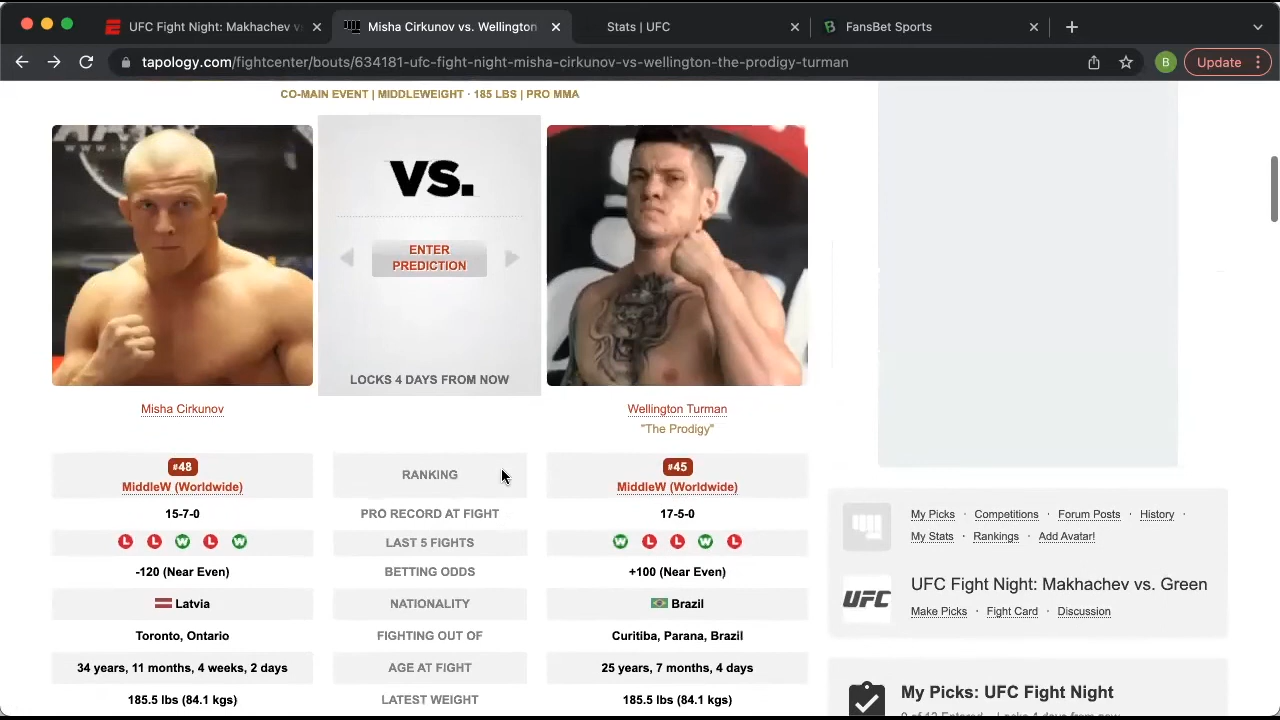 UFC Fight Night: Makhachev vs
Misha Cirkunov vs. Wellington
Stats | UFC
FansBet Sports
tapology.com/fightcenter/bouts/634181-ufc-fight-night-misha-cirkunov-vs-wellington-the-prodigy-turman
B
Update
CO-MAIN EVENT | MIDDLEWEIGHT · 185 LBS | PRO MMA
VS.
ENTER
PREDICTION
LOCKS 4 DAYS FROM NOW
Misha Cirkunov
Wellington Turman
"The Prodigy"
#48
MiddleW (Worldwide)
RANKING
#45
MiddleW (Worldwide)
15-7-0
PRO RECORD AT FIGHT
17-5-0
L L W L W
LAST 5 FIGHTS
W L L W L
-120 (Near Even)
BETTING ODDS
+100 (Near Even)
Latvia
NATIONALITY
Brazil
Toronto, Ontario
FIGHTING OUT OF
Curitiba, Parana, Brazil
34 years, 11 months, 4 weeks, 2 days
AGE AT FIGHT
25 years, 7 months, 4 days
185.5 lbs (84.1 kgs)
LATEST WEIGHT
185.5 lbs (84.1 kgs)
My Picks · Competitions · Forum Posts · History ·
My Stats · Rankings · Add Avatar!
UFC
UFC Fight Night: Makhachev vs. Green
Make Picks · Fight Card · Discussion
My Picks: UFC Fight Night